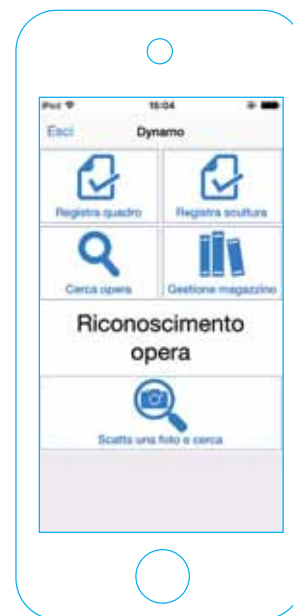 iPod 16:04
Esci Dynamo
Registra quadro Registra scultura
Cerca opera Gestione magazzino
Riconoscimento
opera
Scatta una foto e cerca